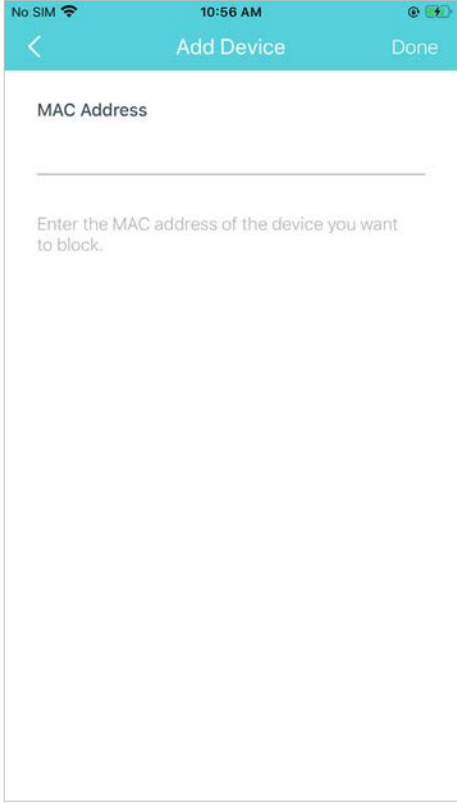 No SIM 10:56 AM
Add Device Done
MAC Address
Enter the MAC address of the device you want
to block.